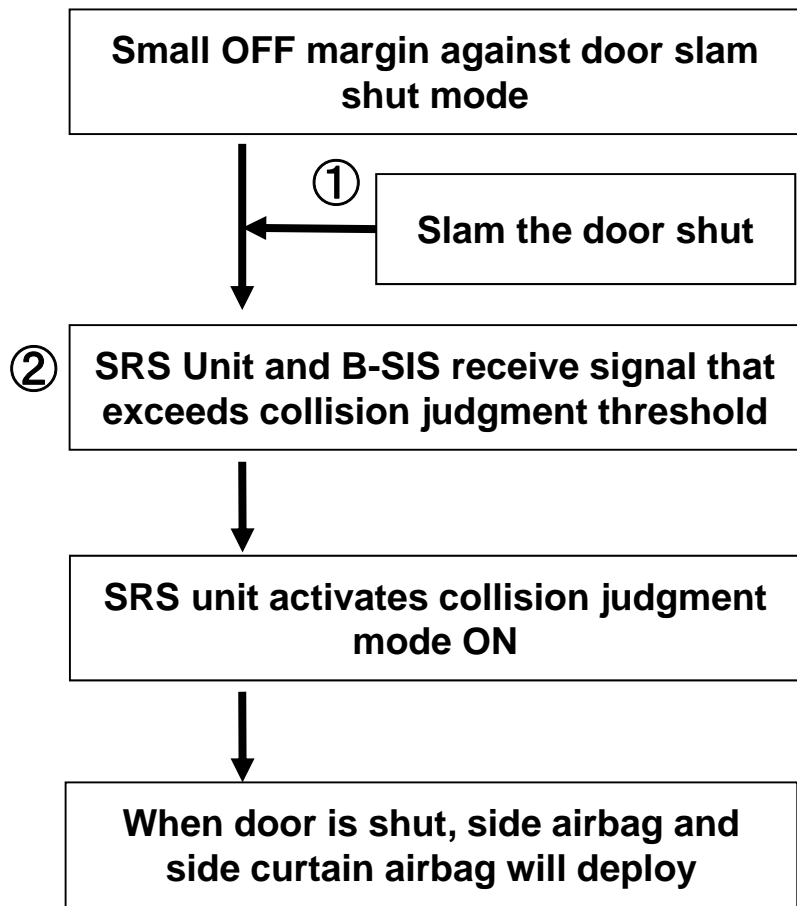 Small OFF margin against door slam
shut mode
①
Slam the door shut
②
SRS Unit and B-SIS receive signal that
exceeds collision judgment threshold
SRS unit activates collision judgment
mode ON
When door is shut, side airbag and
side curtain airbag will deploy